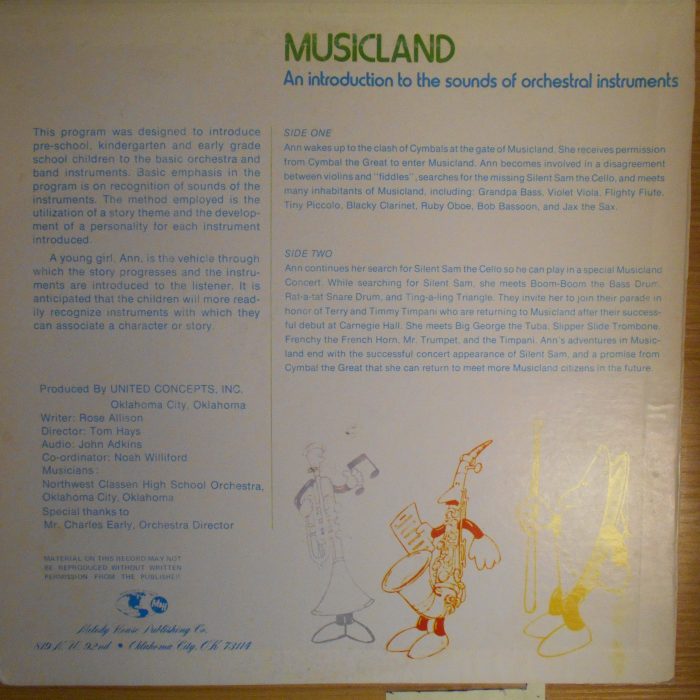 MUSICLAND
An introduction to the sounds of orchestral instruments
This program was designed to introduce
pre-school, kindergarten and early grade
school children to the basic orchestra and
band instruments. Basic emphasis in the
program is on recognition of sounds of the
instruments. The method employed is the
utilization of a story theme and the develop-
ment of a personality for each instrument
introduced.
A young girl, Ann, is the vehicle through
which the story progresses and the instru-
ments are introduced to the listener. It is
anticipated that the children will more read-
ily recognize instruments with which they
can associate a character or story.
Produced By UNITED CONCEPTS, INC.
Oklahoma City, Oklahoma
Writer: Rose Allison
Director: Tom Hays
Audio: John Adkins
Co-ordinator: Noah Williford
Musicians:
Northwest Classen High School Orchestra,
Oklahoma City, Oklahoma
Special thanks to
Mr. Charles Early, Orchestra Director
MATERIAL ON THIS RECORD MAY NOT
BE REPRODUCED WITHOUT WRITTEN
PERMISSION FROM THE PUBLISHER
Melody House Publishing Co.
819 N.W. 92nd • Oklahoma City, OK 73114
SIDE ONE
Ann wakes up to the clash of Cymbals at the gate of Musicland. She receives permission
from Cymbal the Great to enter Musicland. Ann becomes involved in a disagreement
between violins and "fiddles", searches for the missing Silent Sam the Cello, and meets
many inhabitants of Musicland, including: Grandpa Bass, Violet Viola, Flighty Flute,
Tiny Piccolo, Blacky Clarinet, Ruby Oboe, Bob Bassoon, and Jax the Sax.
SIDE TWO
Ann continues her search for Silent Sam the Cello so he can play in a special Musicland
Concert. While searching for Silent Sam, she meets Boom-Boom the Bass Drum,
Rat-a-tat Snare Drum, and Ting-a-ling Triangle. They invite her to join their parade in
honor of Terry and Timmy Timpani who are returning to Musicland after their success-
ful debut at Carnegie Hall. She meets Big George the Tuba, Slipper Slide Trombone,
Frenchy the French Horn, Mr. Trumpet, and the Timpani. Ann's adventures in Music-
land end with the successful concert appearance of Silent Sam, and a promise from
Cymbal the Great that she can return to meet more Musicland citizens in the future.